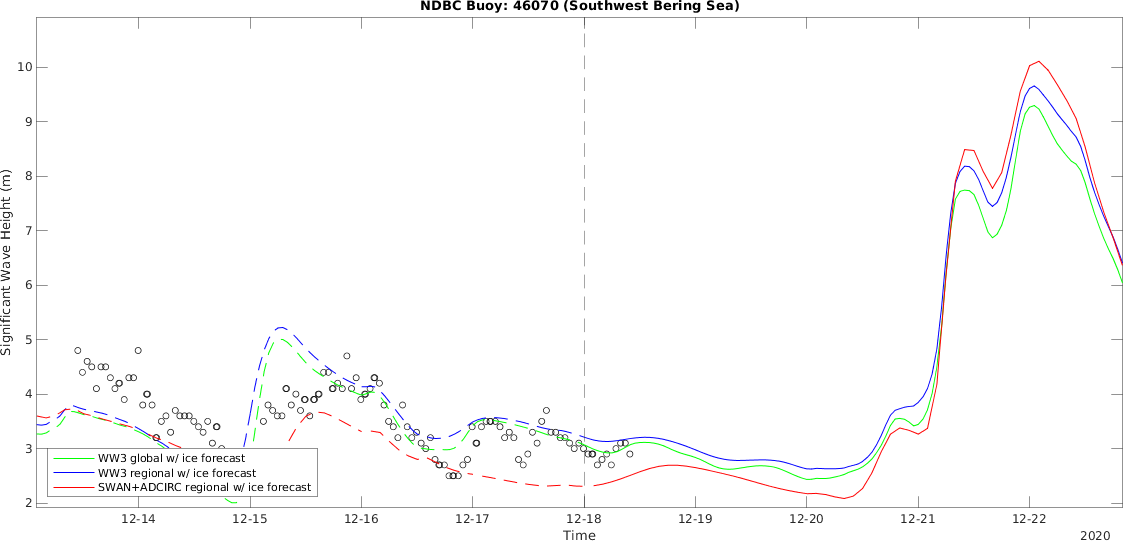 NDBC Buoy: 46070 (Southwest Bering Sea)
Significant Wave Height (m)
10
9
8
7
6
5
4
3
2
WW3 global w/ ice forecast
WW3 regional w/ ice forecast
SWAN+ADCIRC regional w/ ice forecast
12-14 12-15 12-16 12-17 12-18 12-19 12-20 12-21 12-22
Time
2020